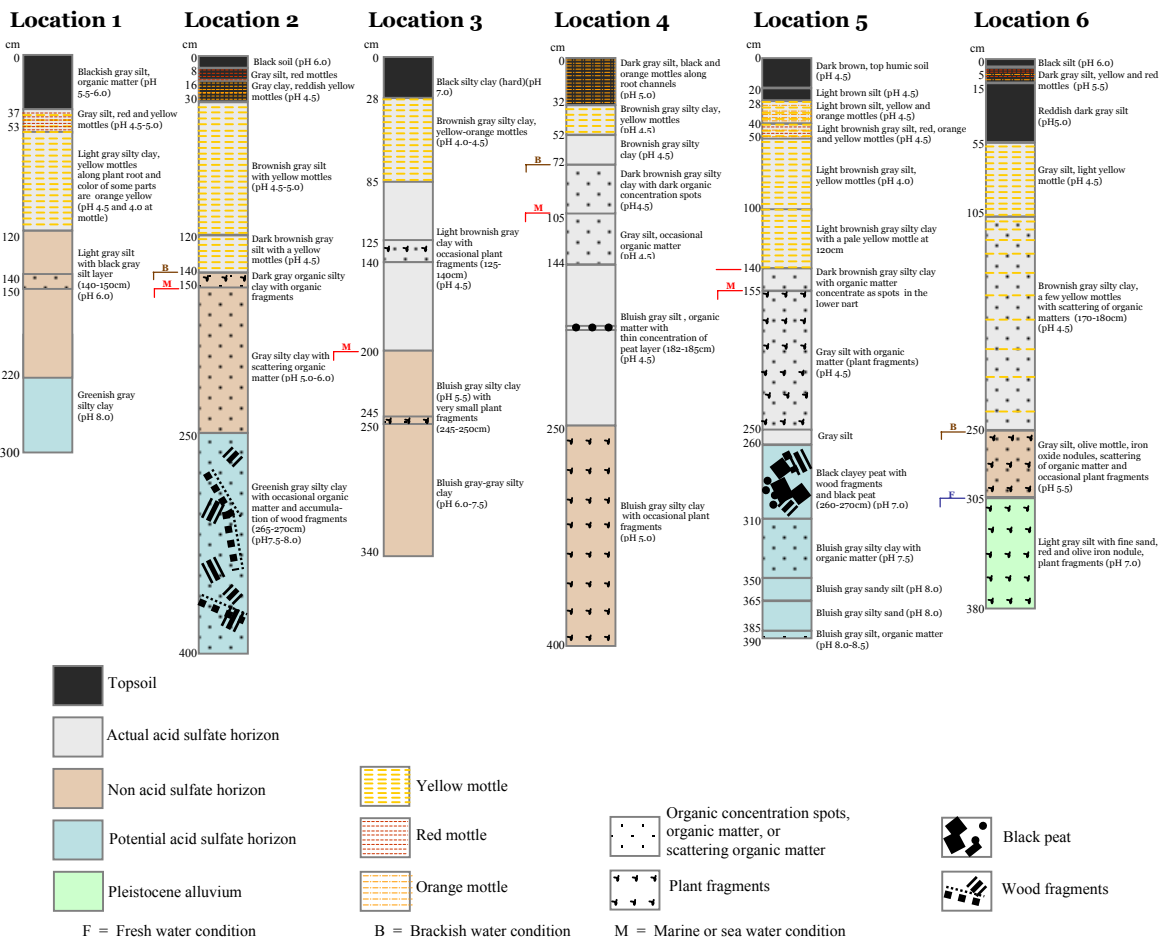 Location 1
cm
0
37
53
120
140
150
220
300
Blackish gray silt,
organic matter (pH
5.5-6.0)
Gray silt, red and yellow
mottles (pH 4.5-5.0)
Light gray silty clay,
yellow mottles
along plant root and
color of some parts
are orange yellow
(pH 4.5 and 4.0 at
mottle)
Light gray silt
with black gray
silt layer
(140-150cm)
(pH 6.0)
Greenish gray
silty clay
(pH 8.0)
Location 2
cm
0
8
16
30
120
140
150
250
400
B
M
Black soil (pH 6.0)
Gray silt, red mottles
Gray clay, reddish yellow
mottles (pH 4.5)
Brownish gray silt
with yellow mottles
(pH 4.5-5.0)
Dark brownish gray
silt with a yellow
mottles (pH 4.5)
Dark gray organic silty
clay with organic
fragments
Gray silty clay with
scattering organic
matter (pH 5.0-6.0)
Greenish gray silty clay
with occasional organic
matter and accumula-
tion of wood fragments
(265-270cm)
(pH7.5-8.0)
Location 3
cm
0
28
85
125
140
200
245
250
340
M
Black silty clay (hard)(pH
7.0)
Brownish gray silty clay,
yellow-orange mottles
(pH 4.0-4.5)
Light brownish gray
clay with
occasional plant
fragments (125-
140cm)
(pH 4.5)
Bluish gray silty clay
(pH 5.5) with
very small plant
fragments
(245-250cm)
Bluish gray-gray silty
clay
(pH 6.0-7.5)
Location 4
cm
0
32
52
72
105
144
250
400
B
M
Dark gray silt, black and
orange mottles along
root channels
(pH 5.0)
Brownish gray silty clay,
yellow mottles
(pH 4.5)
Brownish gray silty
clay (pH 4.5)
Dark brownish gray silty
clay with dark organic
concentration spots
(pH4.5)
Gray silt, occasional
organic matter
(pH 4.5)
Bluish gray silt , organic
matter with
thin concentration of
peat layer (182-185cm)
(pH 4.5)
Bluish gray silty clay
with occasional plant
fragments
(pH 5.0)
Location 5
cm
0
20
28
40
50
100
140
155
250
260
310
350
365
385
390
M
Dark brown, top humic soil
(pH 4.5)
Light brown silt (pH 4.5)
Light brown silt, yellow and
orange mottles (pH 4.5)
Light brownish gray silt, red, orange
and yellow mottles (pH 4.5)
Light brownish gray silt,
yellow mottles (pH 4.0)
Light brownish gray silty clay
with a pale yellow mottle at
120cm
Dark brownish gray silty clay
with organic matter
concentrate as spots in the
lower part
Gray silt with organic
matter (plant fragments)
(pH 4.5)
Gray silt
Black clayey peat with
wood fragments
and black peat
(260-270cm) (pH 7.0)
Bluish gray silty clay with
organic matter (pH 7.5)
Bluish gray sandy silt (pH 8.0)
Bluish gray silty sand (pH 8.0)
Bluish gray silt, organic matter
(pH 8.0-8.5)
Location 6
cm
0
5
15
55
105
250
305
380
B
F
Black silt (pH 6.0)
Dark gray silt, yellow and red
mottles (pH 5.5)
Reddish dark gray silt
(pH5.0)
Gray silt, light yellow
mottle (pH 4.5)
Brownish gray silty clay,
a few yellow mottles
with scattering of organic
matters (170-180cm)
(pH 4.5)
Gray silt, olive mottle, iron
oxide nodules, scattering
of organic matter and
occasional plant fragments
(pH 5.5)
Light gray silt with fine sand,
red and olive iron nodule,
plant fragments (pH 7.0)
Topsoil
Actual acid sulfate horizon
Non acid sulfate horizon
Potential acid sulfate horizon
Pleistocene alluvium
Yellow mottle
Red mottle
Orange mottle
Organic concentration spots,
organic matter, or
scattering organic matter
Plant fragments
Black peat
Wood fragments
F = Fresh water condition
B = Brackish water condition
M = Marine or sea water condition